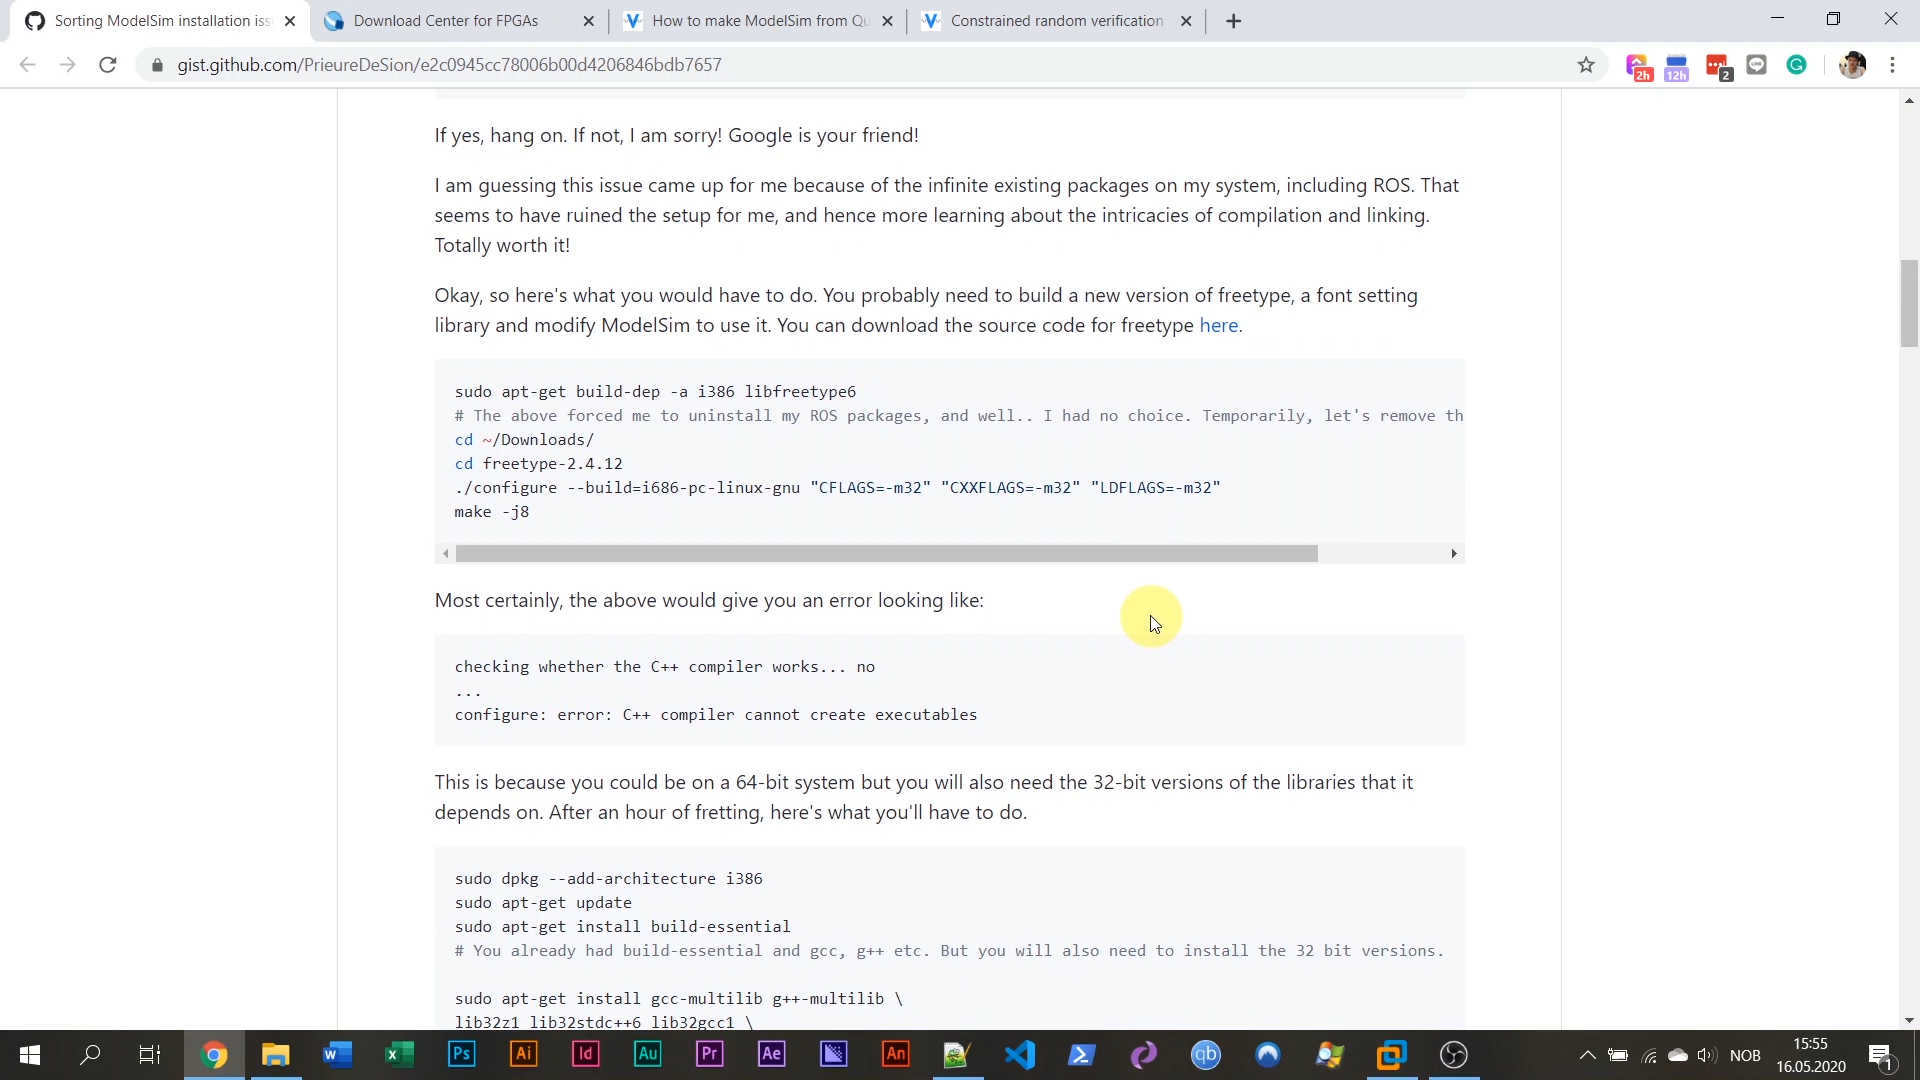 Sorting ModelSim installation iss
Download Center for FPGAs
How to make ModelSim from Qu
Constrained random verification
gist.github.com/PrieureDeSion/e2c0945cc78006b00d4206846bdb7657
2h
12h
2
If yes, hang on. If not, I am sorry! Google is your friend!
I am guessing this issue came up for me because of the infinite existing packages on my system, including ROS. That
seems to have ruined the setup for me, and hence more learning about the intricacies of compilation and linking.
Totally worth it!
Okay, so here's what you would have to do. You probably need to build a new version of freetype, a font setting
library and modify ModelSim to use it. You can download the source code for freetype here.
sudo apt-get build-dep -a i386 libfreetype6
# The above forced me to uninstall my ROS packages, and well.. I had no choice. Temporarily, let's remove th
cd ~/Downloads/
cd freetype-2.4.12
./configure --build=i686-pc-linux-gnu "CFLAGS=-m32" "CXXFLAGS=-m32" "LDFLAGS=-m32"
make -j8
Most certainly, the above would give you an error looking like:
checking whether the C++ compiler works... no
...
configure: error: C++ compiler cannot create executables
This is because you could be on a 64-bit system but you will also need the 32-bit versions of the libraries that it
depends on. After an hour of fretting, here's what you'll have to do.
sudo dpkg --add-architecture i386
sudo apt-get update
sudo apt-get install build-essential
# You already had build-essential and gcc, g++ etc. But you will also need to install the 32 bit versions.
sudo apt-get install gcc-multilib g++-multilib \
lib32z1 lib32stdc++6 lib32gcc1 \
Ps
Ai
Id
Au
Pr
Ae
An
qb
NOB
15:55
16.05.2020
1